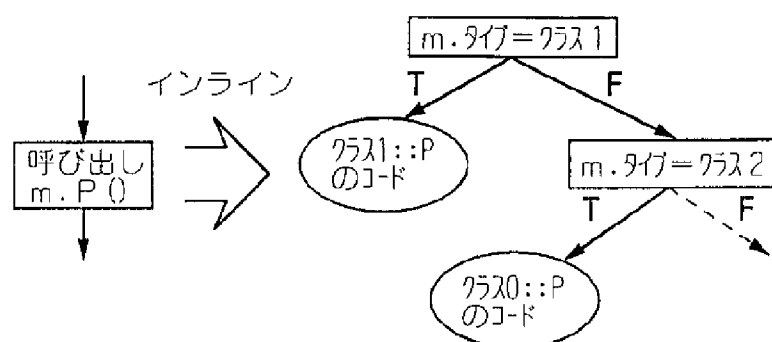 m.ﾀｲﾌﾟ=ｸﾗｽ1
インライン
T
F
呼び出し
m.P()
ｸﾗｽ1::P
のｺｰﾄﾞ
m.ﾀｲﾌﾟ=ｸﾗｽ2
T
F
ｸﾗｽ0::P
のｺｰﾄﾞ